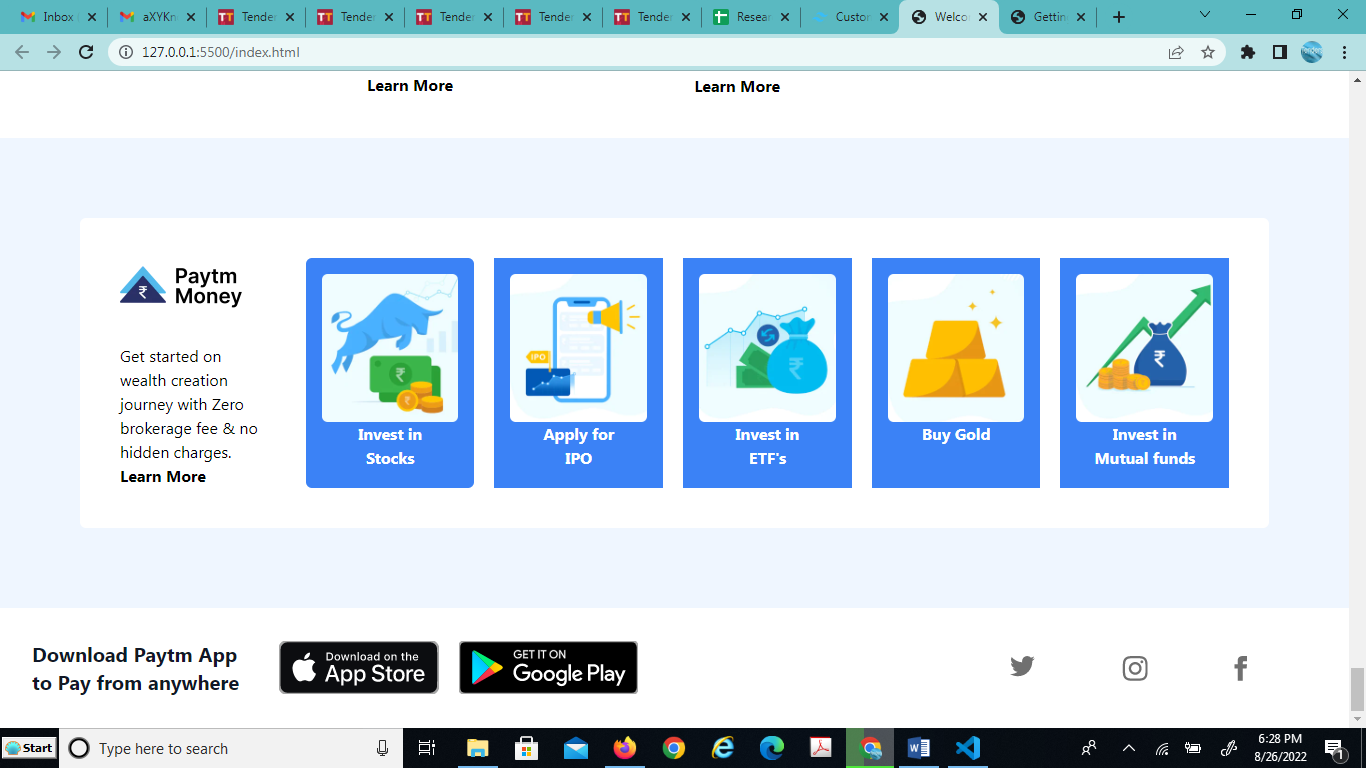 Inbox
aXYKn
Tender
Tender
Tender
Tender
Tender
Resear
Custom
Welcon
Gettin
127.0.0.1:5500/index.html
Learn More
Learn More
Paytm
Money
Get started on
wealth creation
journey with Zero
brokerage fee & no
hidden charges.
Learn More
Invest in
Stocks
IPO
Apply for
IPO
Invest in
ETF's
Buy Gold
Invest in
Mutual funds
Download Paytm App
to Pay from anywhere
Download on the
App Store
GET IT ON
Google Play
Start
Type here to search
6:28 PM
8/26/2022
1